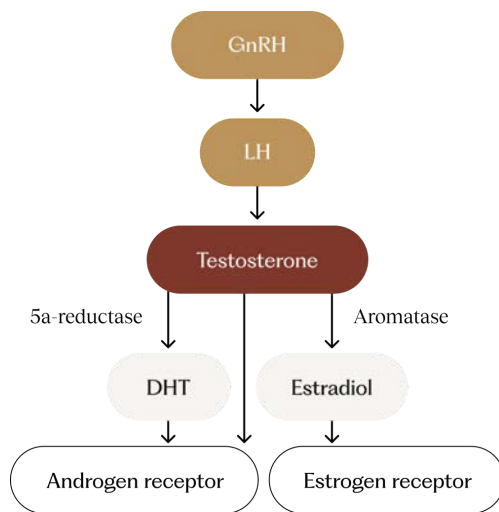 GnRH
LH
Testosterone
5a-reductase
Aromatase
DHT
Estradiol
Androgen receptor
Estrogen receptor